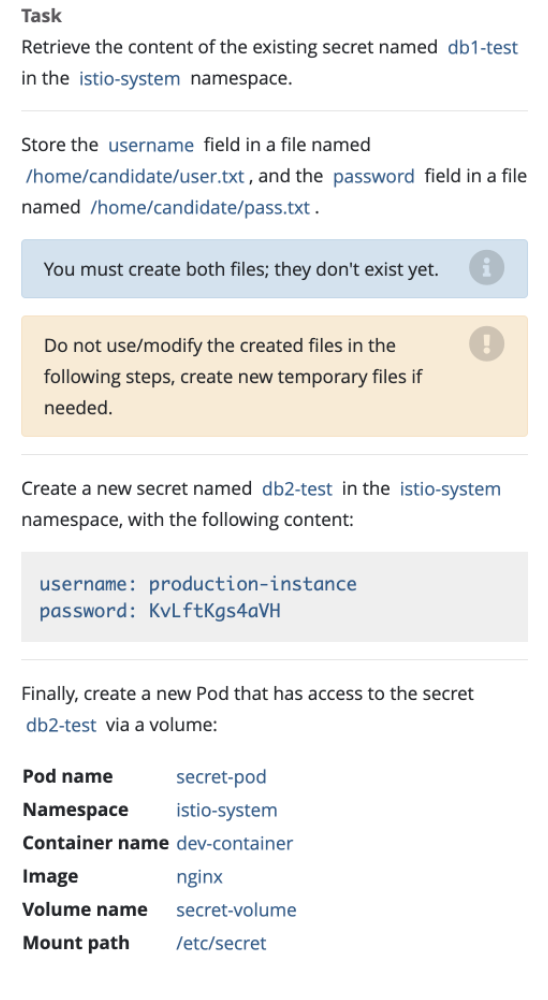 Task
Retrieve the content of the existing secret named db1-test
in the istio-system namespace.
Store the username field in a file named
/home/candidate/user.txt , and the password field in a file
named /home/candidate/pass.txt .
You must create both files; they don't exist yet.
Do not use/modify the created files in the
following steps, create new temporary files if
needed.
Create a new secret named db2-test in the istio-system
namespace, with the following content:
username: production-instance
password: KvLftKgs4aVH
Finally, create a new Pod that has access to the secret
db2-test via a volume:
Pod name secret-pod
Namespace istio-system
Container name dev-container
Image nginx
Volume name secret-volume
Mount path /etc/secret